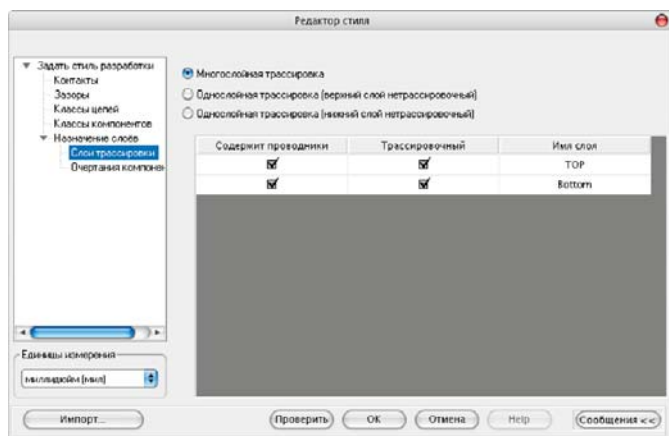 Редактор стиля
Задать стиль разработки
Контакты
Зазоры
Классы цепей
Классы компонентов
Назначение слоёв
Слои трассировки
Очертания компонен
Многослойная трассировка
Однослойная трассировка (верхний слой нетрассировочный)
Однослойная трассировка (нижний слой нетрассировочный)
Содержит проводники Трассировочный Имя слоя
TOP
Bottom
Единицы измерения
миллидюйм (мил)
Импорт... Проверить OK Отмена Help Сообщения <<